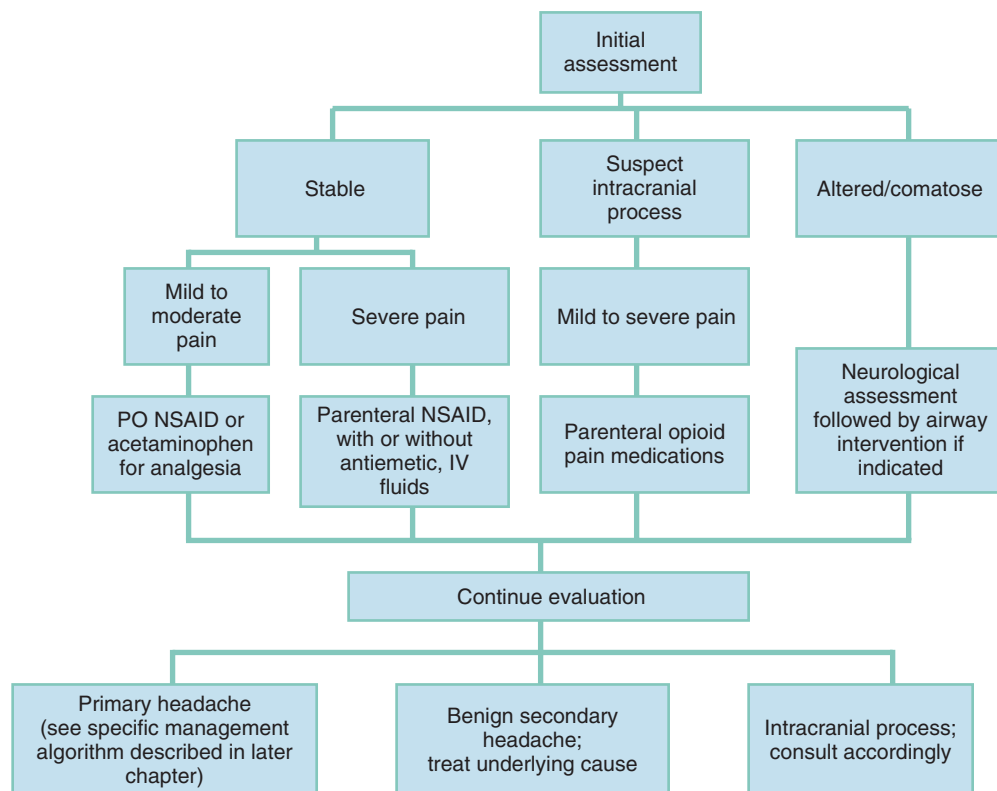 Initial
assessment
Stable
Suspect
intracranial
process
Altered/comatose
Mild to
moderate
pain
Severe pain
Mild to severe pain
PO NSAID or
acetaminophen
for analgesia
Parenteral NSAID,
with or without
antiemetic, IV
fluids
Parenteral opioid
pain medications
Neurological
assessment
followed by airway
intervention if
indicated
Continue evaluation
Primary headache
(see specific management
algorithm described in later
chapter)
Benign secondary
headache;
treat underlying cause
Intracranial process;
consult accordingly